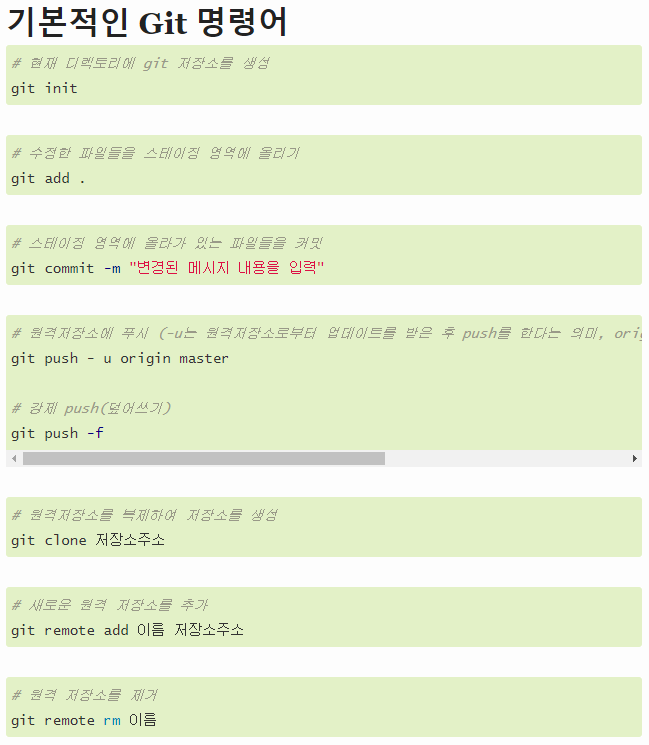 기본적인 Git 명령어
# 현재 디렉토리에 git 저장소를 생성
git init
# 수정한 파일들을 스테이징 영역에 올리기
git add .
# 스테이징 영역에 올라가 있는 파일들을 커밋
git commit -m "변경된 메시지 내용을 입력"
# 원격저장소에 푸시 (-u는 원격저장소로부터 업데이트를 받은 후 push를 한다는 의미,
git push - u origin master
# 강제 push(덮어쓰기)
git push -f
# 원격저장소를 복제하여 저장소를 생성
git clone 저장소주소
# 새로운 원격 저장소를 추가
git remote add 이름 저장소주소
# 원격 저장소를 제거
git remote rm 이름